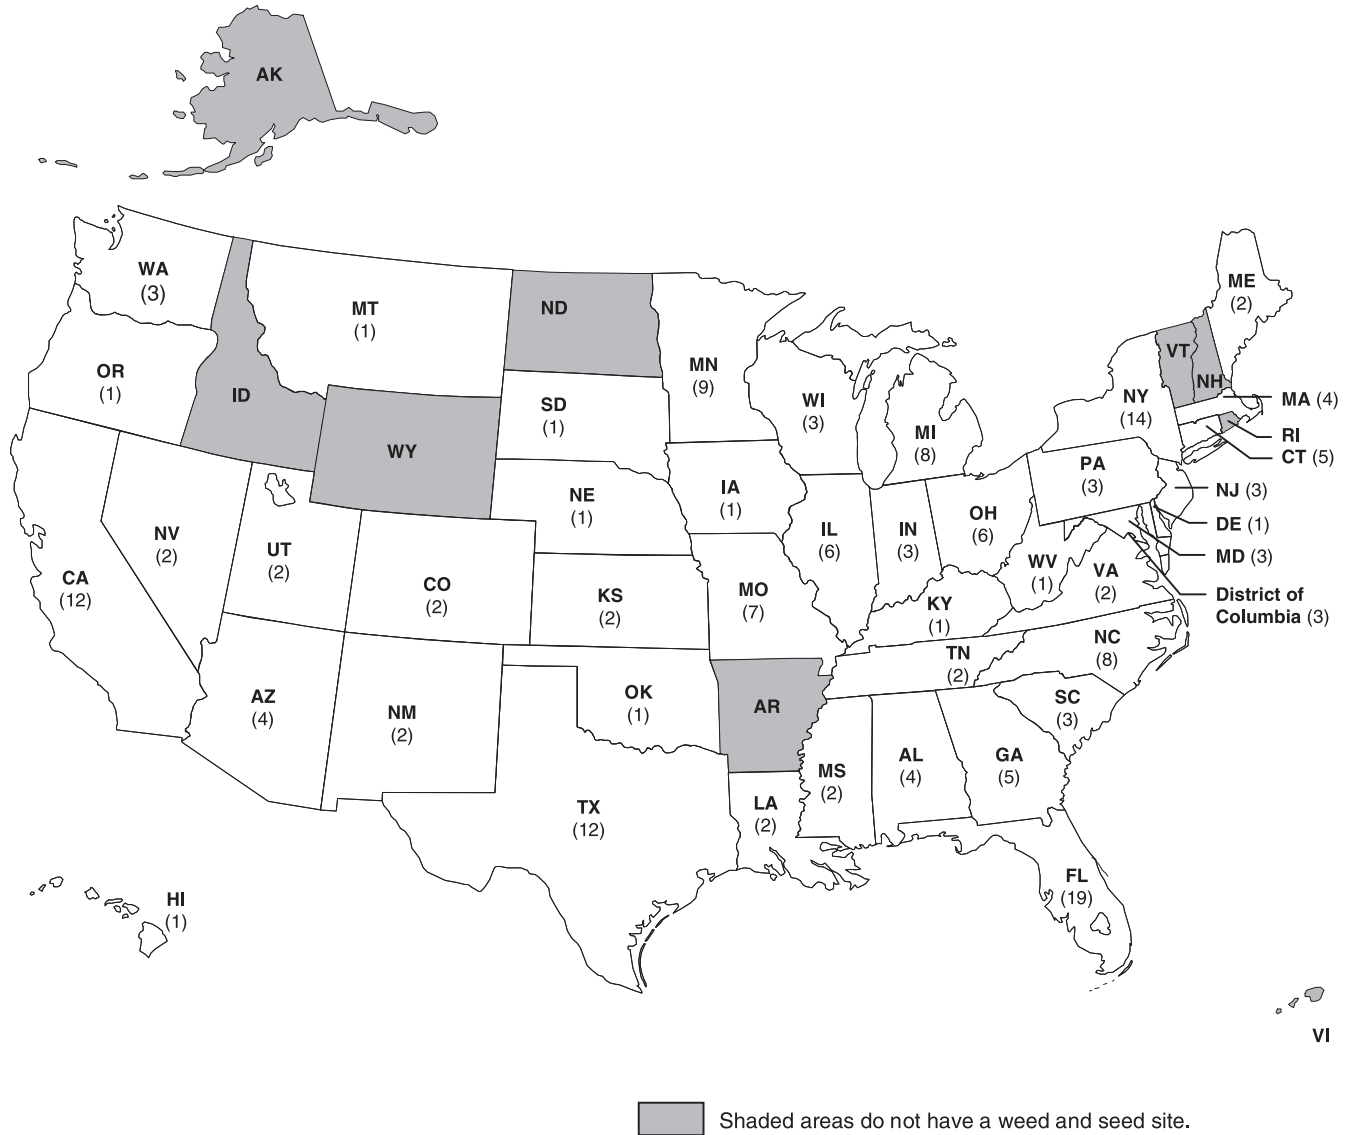 AK
WA
(3)
MT
(1)
ND
ME
(2)
VT
NH
MN
(9)
OR
(1)
ID
SD
(1)
WI
(3)
MI
(8)
NY
(14)
MA (4)
RI
CT (5)
WY
PA
(3)
NJ (3)
NE
(1)
IA
(1)
IL
(6)
IN
(3)
OH
(6)
DE (1)
NV
(2)
UT
(2)
WV
(1)
VA
(2)
MD (3)
CA
(12)
CO
(2)
KS
(2)
MO
(7)
KY
(1)
District of
Columbia (3)
TN
(2)
NC
(8)
AZ
(4)
NM
(2)
OK
(1)
AR
SC
(3)
MS
(2)
AL
(4)
GA
(5)
TX
(12)
LA
(2)
FL
(19)
HI
(1)
VI
Shaded areas do not have a weed and seed site.